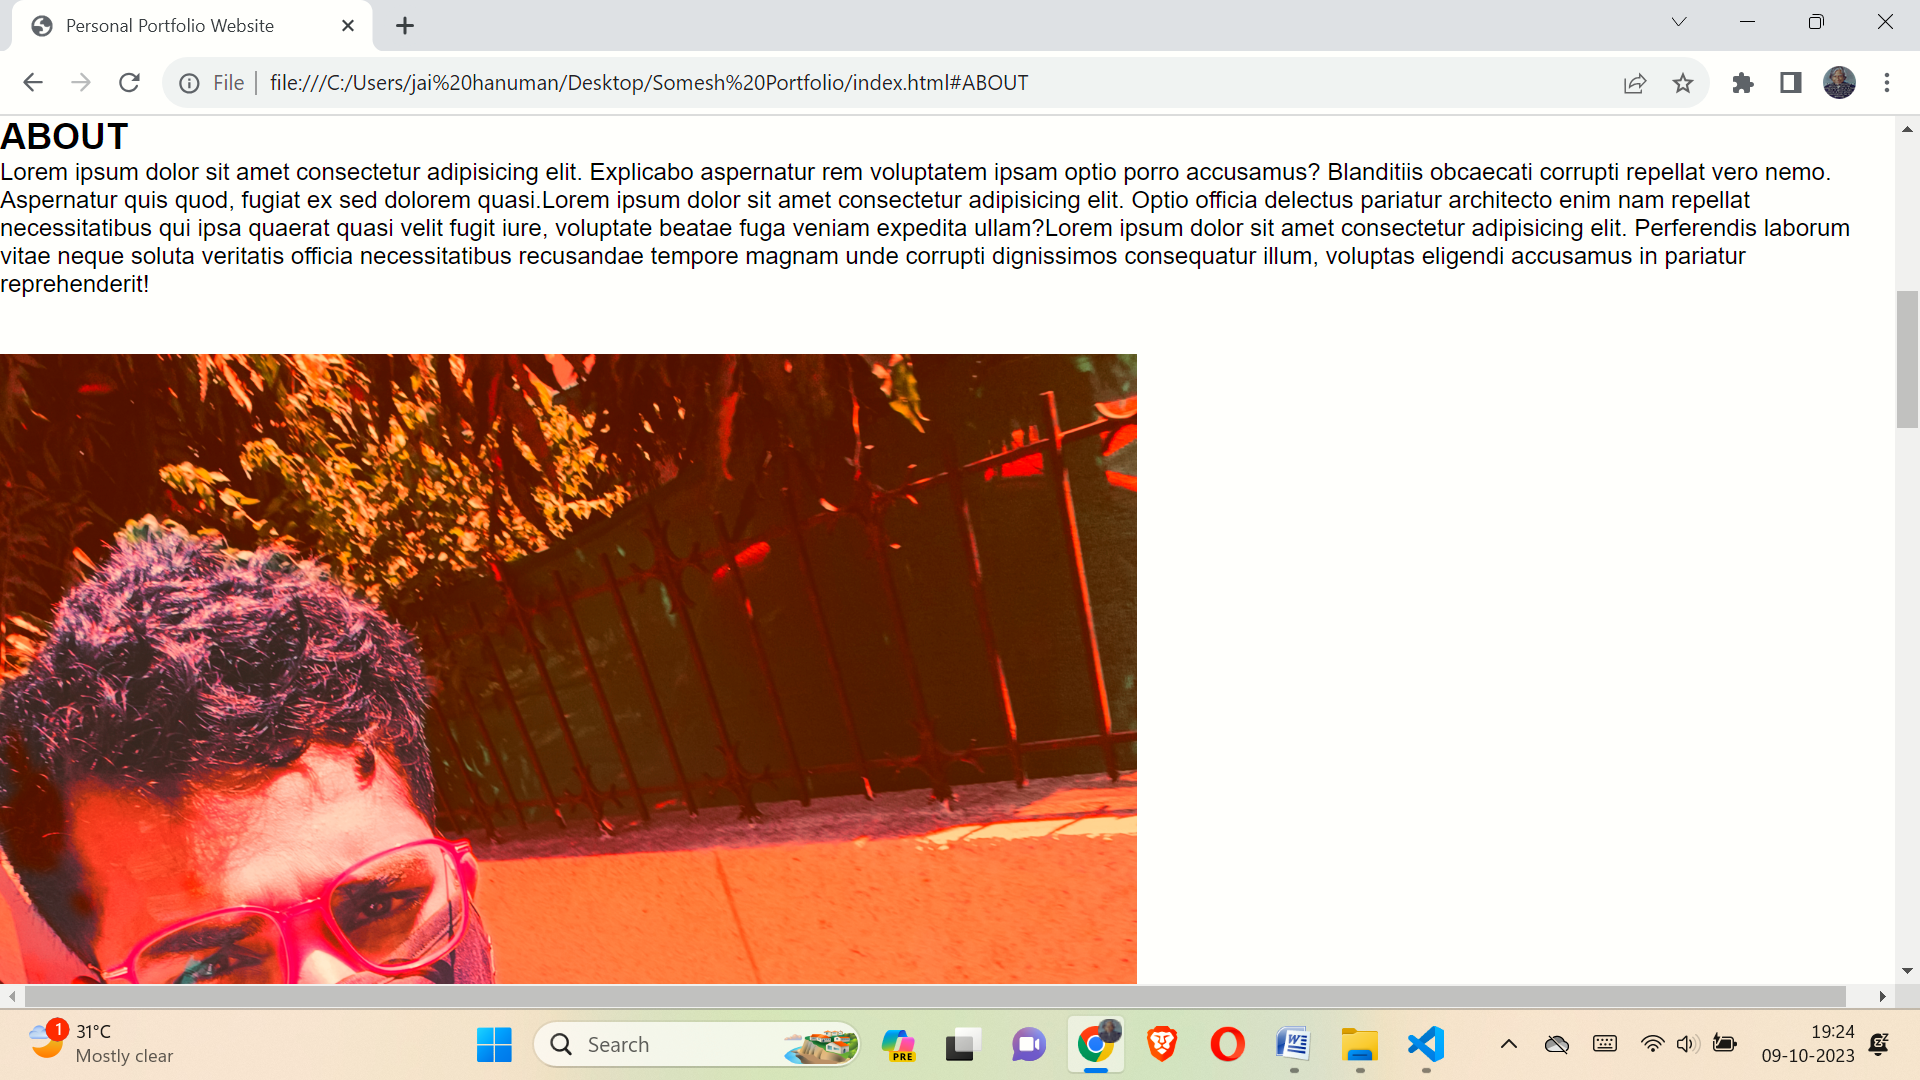 Personal Portfolio Website
File
file:///C:/Users/jai%20hanuman/Desktop/Somesh%20Portfolio/index.html#ABOUT
ABOUT
Lorem ipsum dolor sit amet consectetur adipisicing elit. Explicabo aspernatur rem voluptatem ipsam optio porro accusamus? Blanditiis obcaecati corrupti repellat vero nemo.
Aspernatur quis quod, fugiat ex sed dolorem quasi.Lorem ipsum dolor sit amet consectetur adipisicing elit. Optio officia delectus pariatur architecto enim nam repellat
necessitatibus qui ipsa quaerat quasi velit fugit iure, voluptate beatae fuga veniam expedita ullam?Lorem ipsum dolor sit amet consectetur adipisicing elit. Perferendis laborum
vitae neque soluta veritatis officia necessitatibus recusandae tempore magnam unde corrupti dignissimos consequatur illum, voluptas eligendi accusamus in pariatur
reprehenderit!
1
31°C
Mostly clear
Search
PRE
W
19:24
09-10-2023